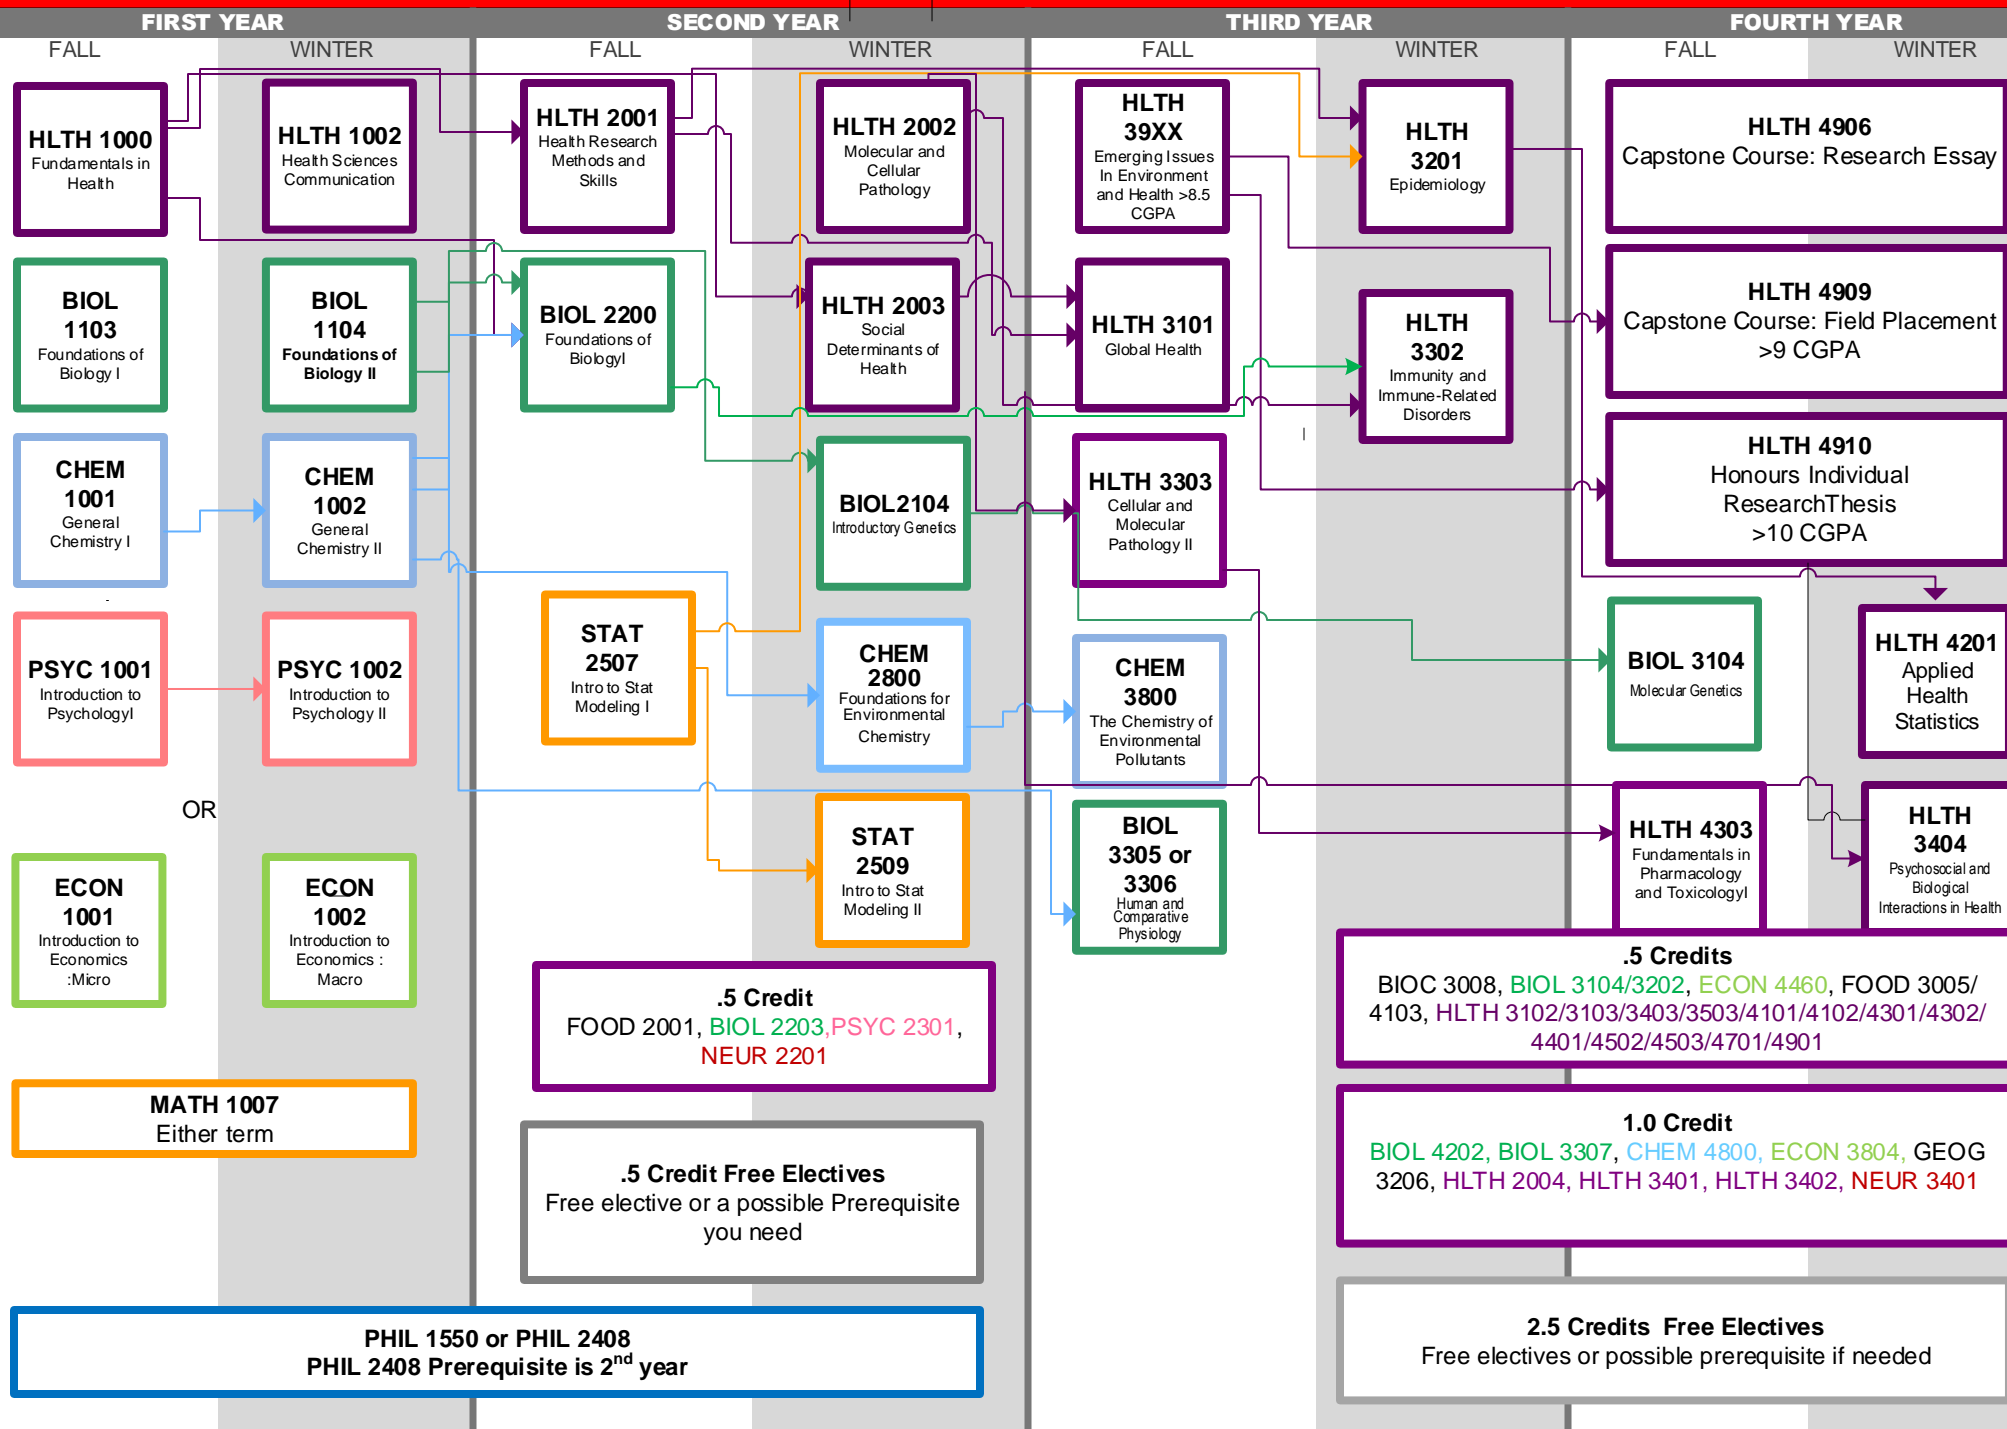 FIRST YEAR
SECOND YEAR
THIRD YEAR
FOURTH YEAR
FALL
WINTER
FALL
WINTER
FALL
WINTER
FALL
WINTER
HLTH 1000
Fundamentals in
Health
BIOL
1103
Foundations of
Biology I
CHEM
1001
General
Chemistry I
PSYC 1001
Introduction to
PsychologyI
OR
ECON
1001
Introduction to
Economics
:Micro
MATH 1007
Either term
HLTH 1002
Health Sciences
Communication
BIOL
1104
Foundations of
Biology II
CHEM
1002
General
Chemistry II
PSYC 1002
Introduction to
Psychology II
ECON
1002
Introduction to
Economics :
Macro
HLTH 2001
Health Research
Methods and
Skills
BIOL 2200
Foundations of
BiologyI
STAT
2507
Intro to Stat
Modeling I
HLTH 2002
Molecular and
Cellular
Pathology
HLTH 2003
Social
Determinants of
Health
BIOL2104
Introductory Genetics
CHEM
2800
Foundations for
Environmental
Chemistry
STAT
2509
Intro to Stat
Modeling II
.5 Credit
FOOD 2001, BIOL 2203,PSYC 2301,
NEUR 2201
.5 Credit Free Electives
Free elective or a possible Prerequisite
you need
PHIL 1550 or PHIL 2408
PHIL 2408 Prerequisite is 2nd year
HLTH
39XX
Emerging Issues
In Environment
and Health >8.5
CGPA
HLTH 3101
Global Health
HLTH 3303
Cellular and
Molecular
Pathology II
CHEM
3800
The Chemistry of
Environmental
Pollutants
BIOL
3305 or
3306
Human and
Comparative
Physiology
HLTH
3201
Epidemiology
HLTH
3302
Immunity and
Immune-Related
Disorders
HLTH 4906
Capstone Course: Research Essay
HLTH 4909
Capstone Course: Field Placement
>9 CGPA
HLTH 4910
Honours Individual
ResearchThesis
>10 CGPA
BIOL 3104
Molecular Genetics
HLTH 4201
Applied
Health
Statistics
HLTH 4303
Fundamentals in
Pharmacology
and ToxicologyI
HLTH
3404
Psychosocial and
Biological
Interactions in Health
.5 Credits
BIOC 3008, BIOL 3104/3202, ECON 4460, FOOD 3005/
4103, HLTH 3102/3103/3403/3503/4101/4102/4301/4302/
4401/4502/4503/4701/4901
1.0 Credit
BIOL 4202, BIOL 3307, CHEM 4800, ECON 3804, GEOG
3206, HLTH 2004, HLTH 3401, HLTH 3402, NEUR 3401
2.5 Credits  Free Electives
Free electives or possible prerequisite if needed